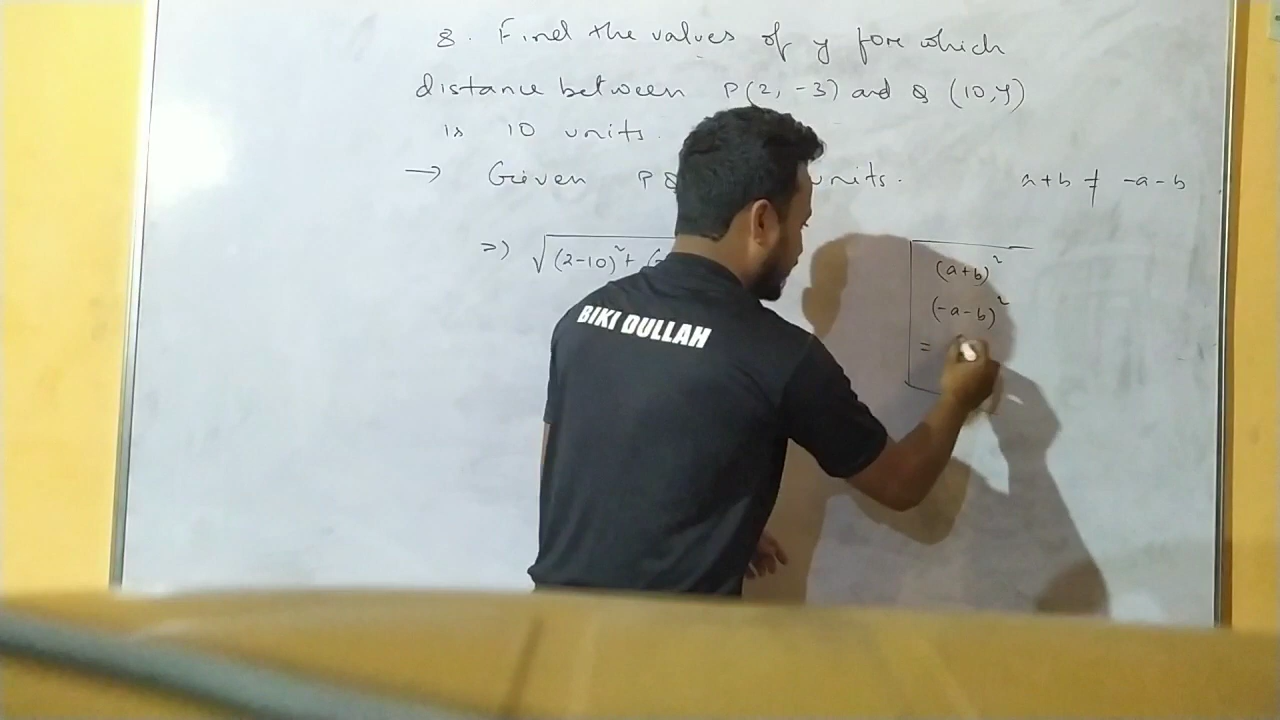 8. Find the values of y fore which
distance between P(2, -3) and Q (10, y)
is 10 units.
→ Given PQ units.
a+b ≠ -a-b
=> √(2-10)²+ (
(a+b)²
(-a-b)²
=
BIKI DULLAH